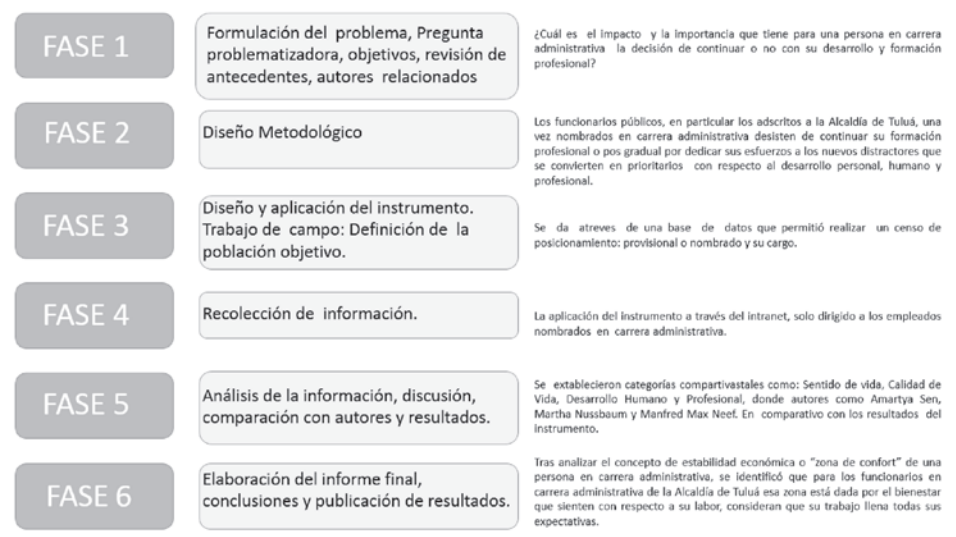 FASE 1
Formulación del problema, Pregunta
problematizadora, objetivos, revisión de
antecedentes, autores relacionados
¿Cuál es el impacto y la importancia que tiene para una persona en carrera
administrativa la decisión de continuar o no con su desarrollo y formación
profesional?
FASE 2
Diseño Metodológico
Los funcionarios públicos, en particular los adscritos a la Alcaldía de Tuluá, una
vez nombrados en carrera administrativa desisten de continuar su formación
profesional o pos gradual por dedicar sus esfuerzos a los nuevos distractores que
se convierten en prioritarios con respecto al desarrollo personal, humano y
profesional.
FASE 3
Diseño y aplicación del instrumento.
Trabajo de campo: Definición de la
población objetivo.
Se da atreves de una base de datos que permitió realizar un censo de
posicionamiento: provisional o nombrado y su cargo.
FASE 4
Recolección de información.
La aplicación del instrumento a través del intranet, solo dirigido a los empleados
nombrados en carrera administrativa.
FASE 5
Análisis de la información, discusión,
comparación con autores y resultados.
Se establecieron categorías compartivastales como: Sentido de vida, Calidad de
Vida, Desarrollo Humano y Profesional, donde autores como Amartya Sen,
Martha Nussbaum y Manfred Max Neef. En comparativo con los resultados del
instrumento.
FASE 6
Elaboración del informe final,
conclusiones y publicación de resultados.
Tras analizar el concepto de estabilidad económica o “zona de confort” de una
persona en carrera administrativa, se identificó que para los funcionarios en
carrera administrativa de la Alcaldía de Tuluá esa zona está dada por el bienestar
que sienten con respecto a su labor, consideran que su trabajo llena todas sus
expectativas.